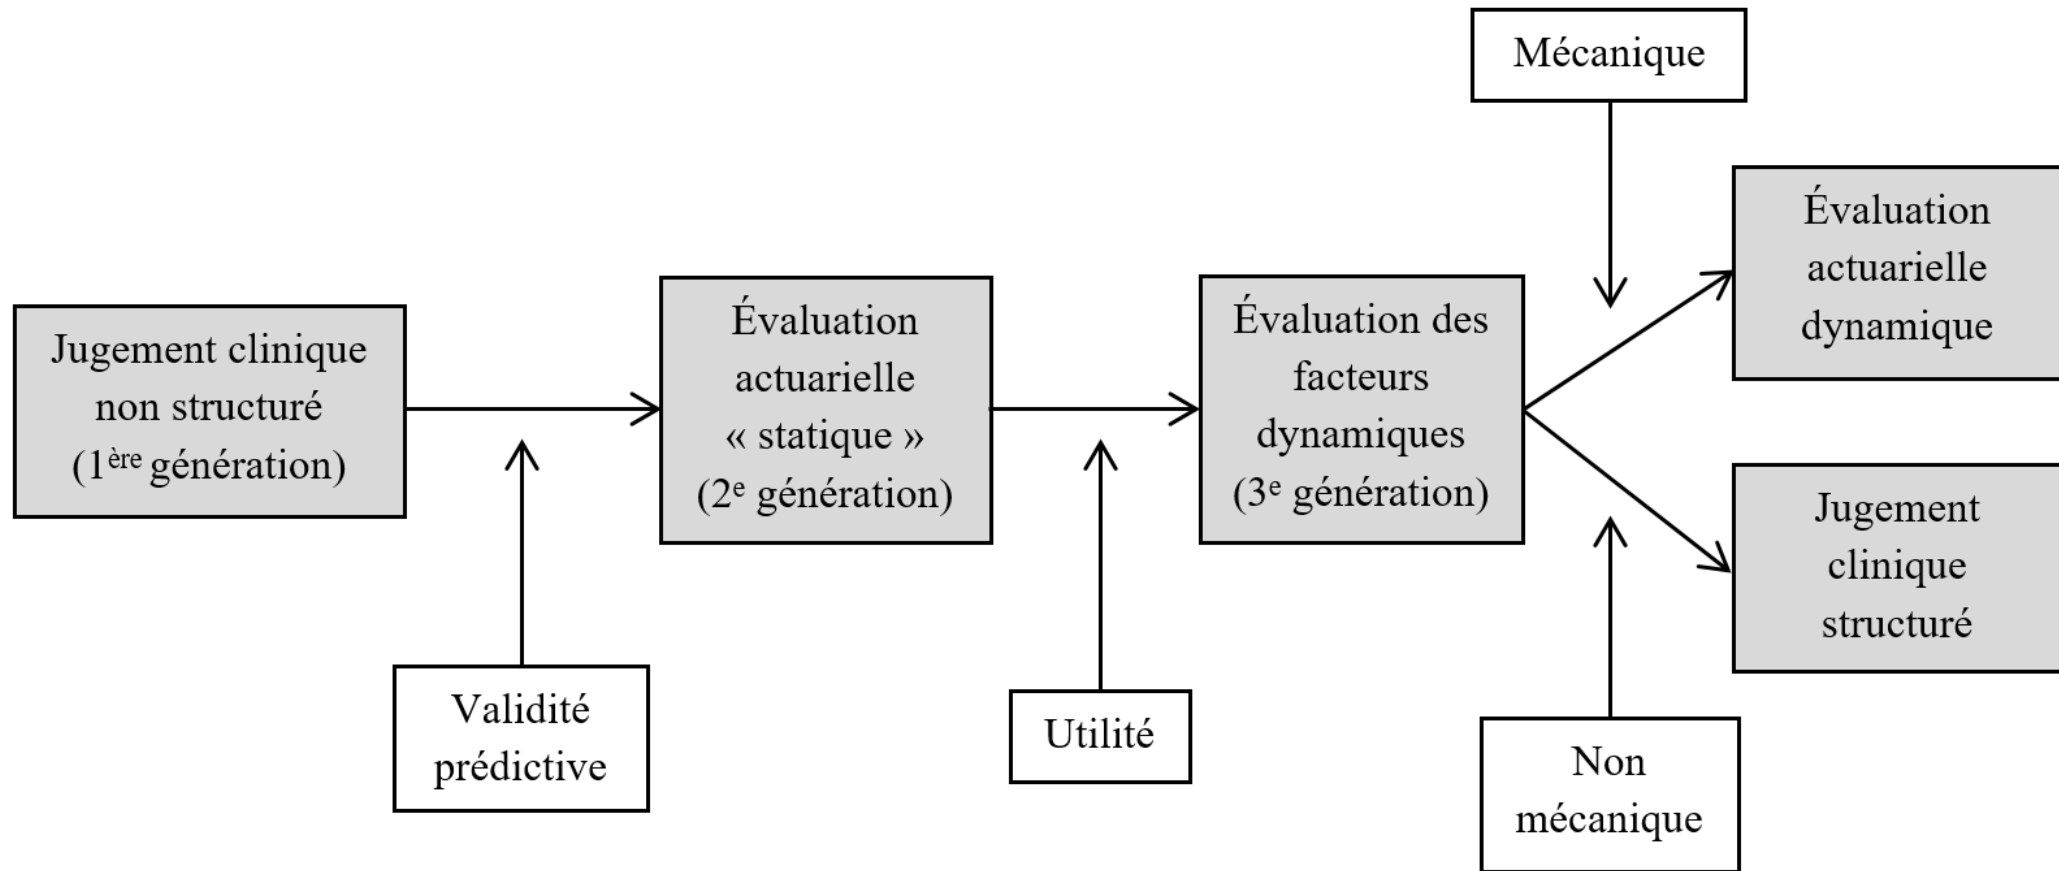 Mécanique
Évaluation
actuarielle
dynamique
Jugement clinique
non structuré
(1ère génération)
Évaluation
actuarielle
« statique »
(2e génération)
Évaluation des
facteurs
dynamiques
(3e génération)
Jugement
clinique
structuré
Validité
prédictive
Utilité
Non
mécanique